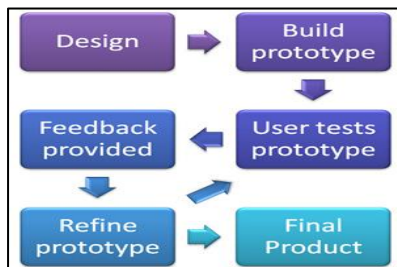 Design
Build
prototype
Feedback
provided
User tests
prototype
Refine
prototype
Final
Product